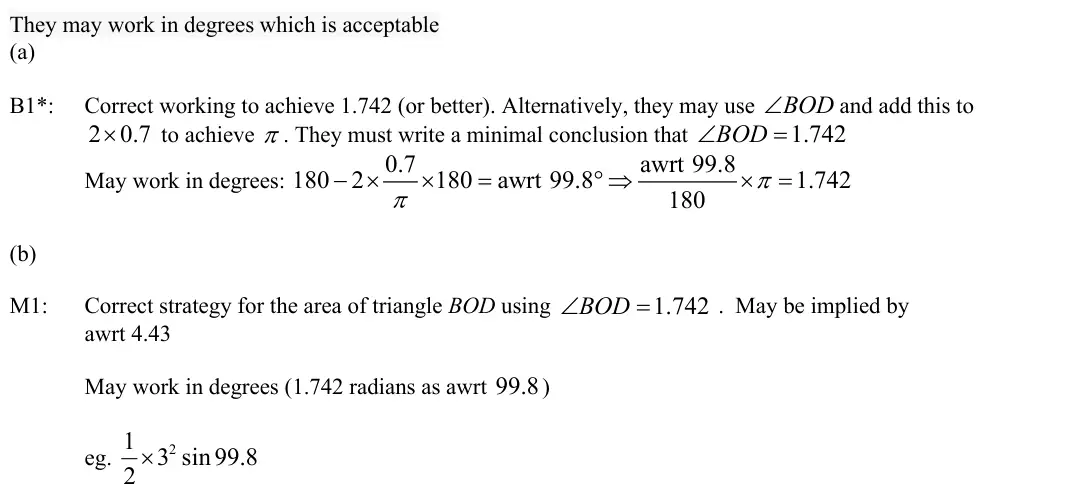 They may work in degrees which is acceptable
(a)
B1*: Correct working to achieve 1.742 (or better). Alternatively, they may use ∠BOD and add this to
2×0.7 to achieve π. They must write a minimal conclusion that ∠BOD = 1.742
May work in degrees: 180 − 2× 0.7/π ×180 = awrt 99.8° ⇒ awrt 99.8/180 × π = 1.742
(b)
M1: Correct strategy for the area of triangle BOD using ∠BOD = 1.742 . May be implied by
awrt 4.43
May work in degrees (1.742 radians as awrt 99.8)
eg. 1/2 × 3² sin 99.8